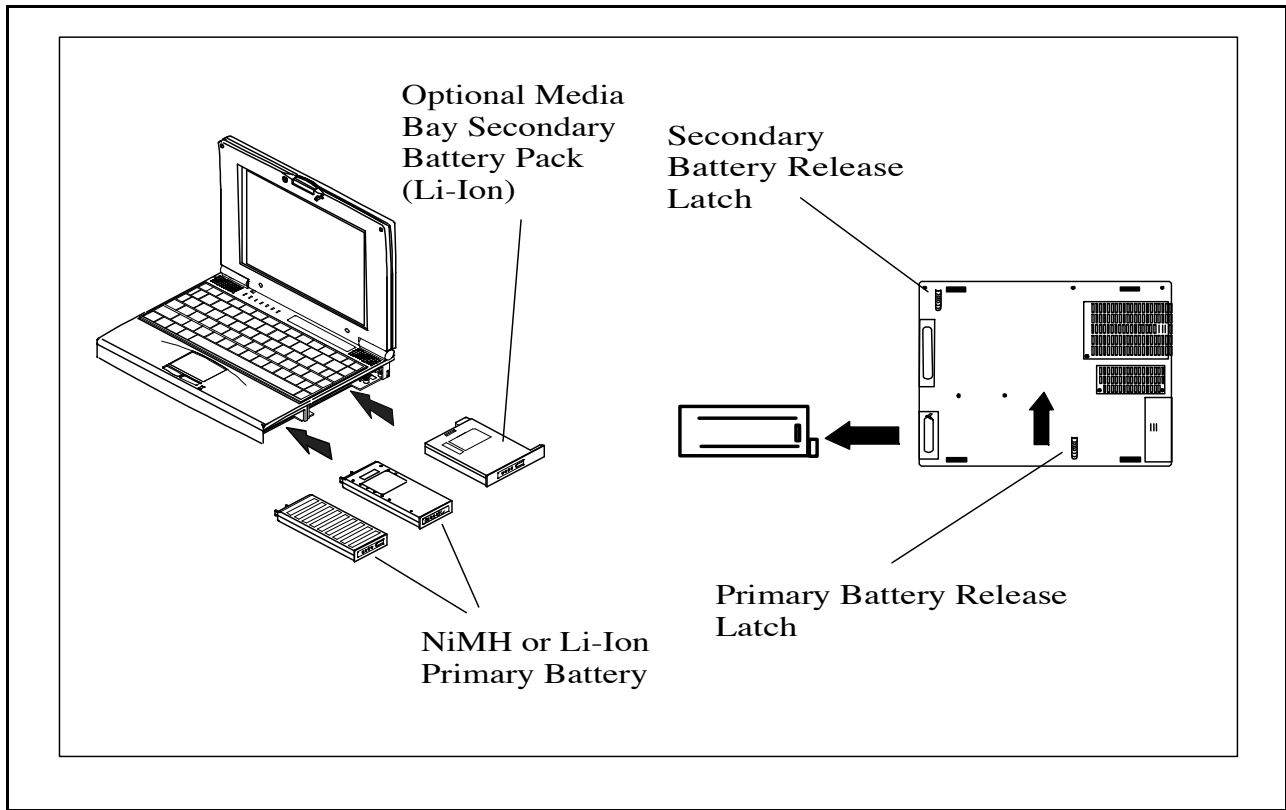 Optional Media
Bay Secondary
Battery Pack
(Li-Ion)
Secondary
Battery Release
Latch
NiMH or Li-Ion
Primary Battery
Primary Battery Release
Latch